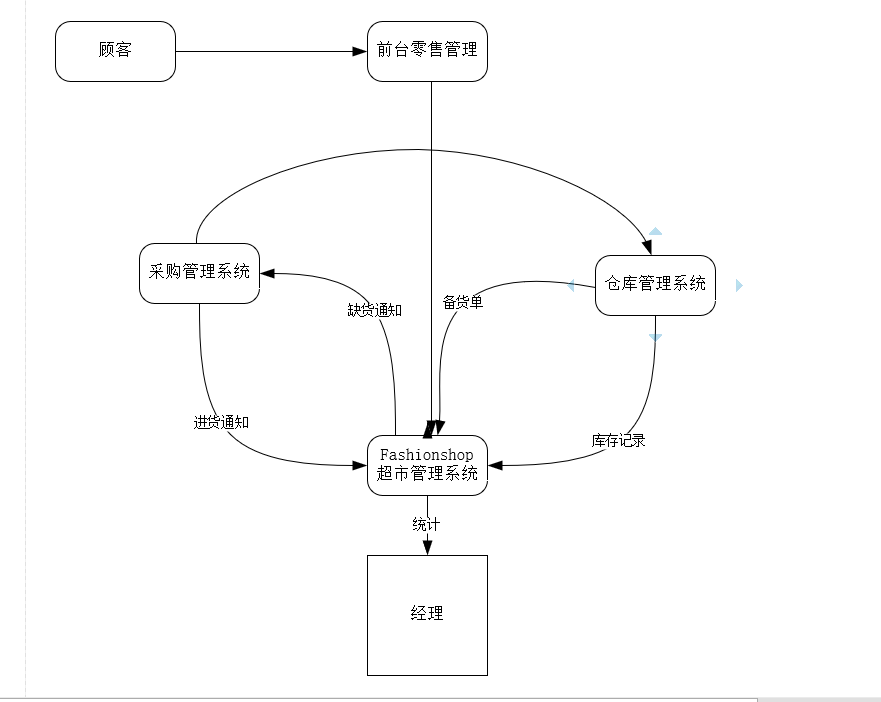 顾客
前台零售管理
采购管理系统
仓库管理系统
缺货通知
备货单
进货通知
库存记录
Fashionshop
超市管理系统
统计
经理